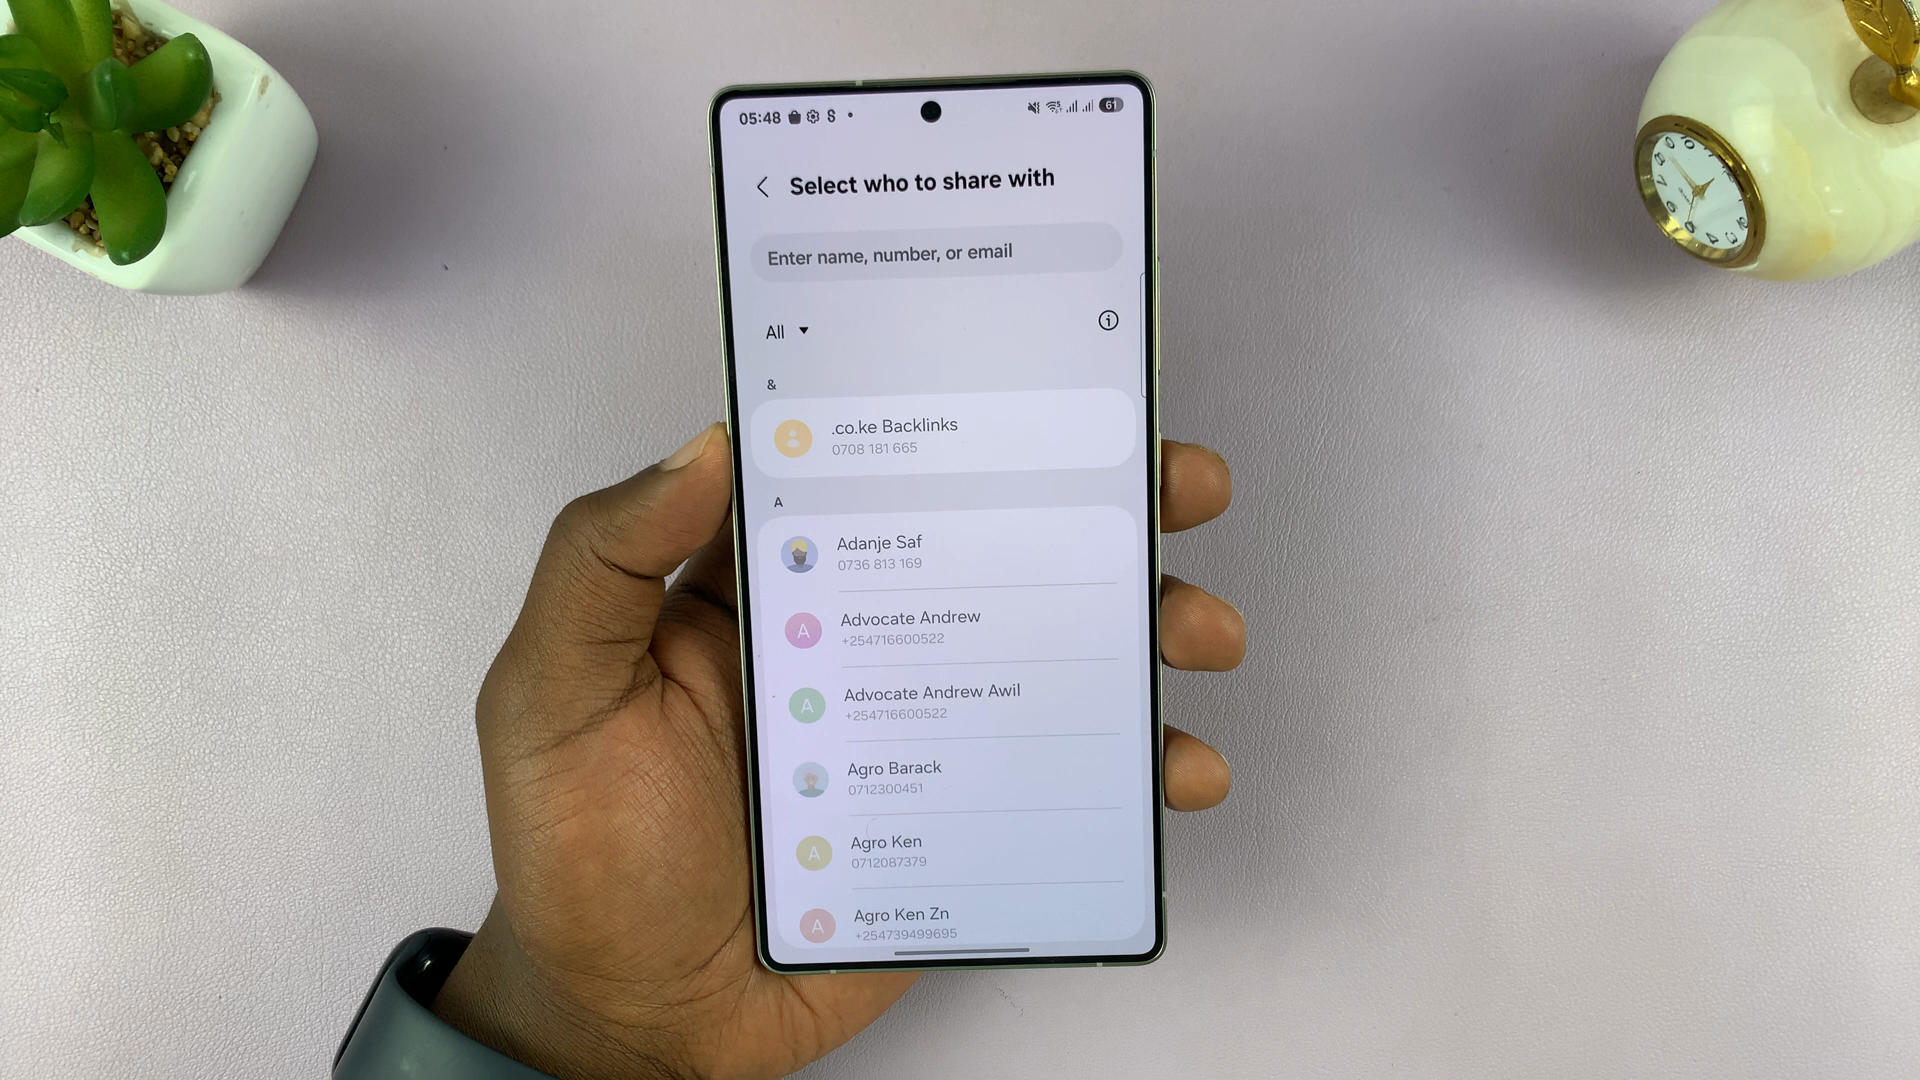 05:48 61
Select who to share with
Enter name, number, or email
All
&
.co.ke Backlinks
0708 181 665
A
Adanje Saf
0736 813 169
A Advocate Andrew
+254716600522
A Advocate Andrew Awil
+254716600522
Agro Barack
0712300451
A Agro Ken
0712087379
A Agro Ken Zn
+254739499695